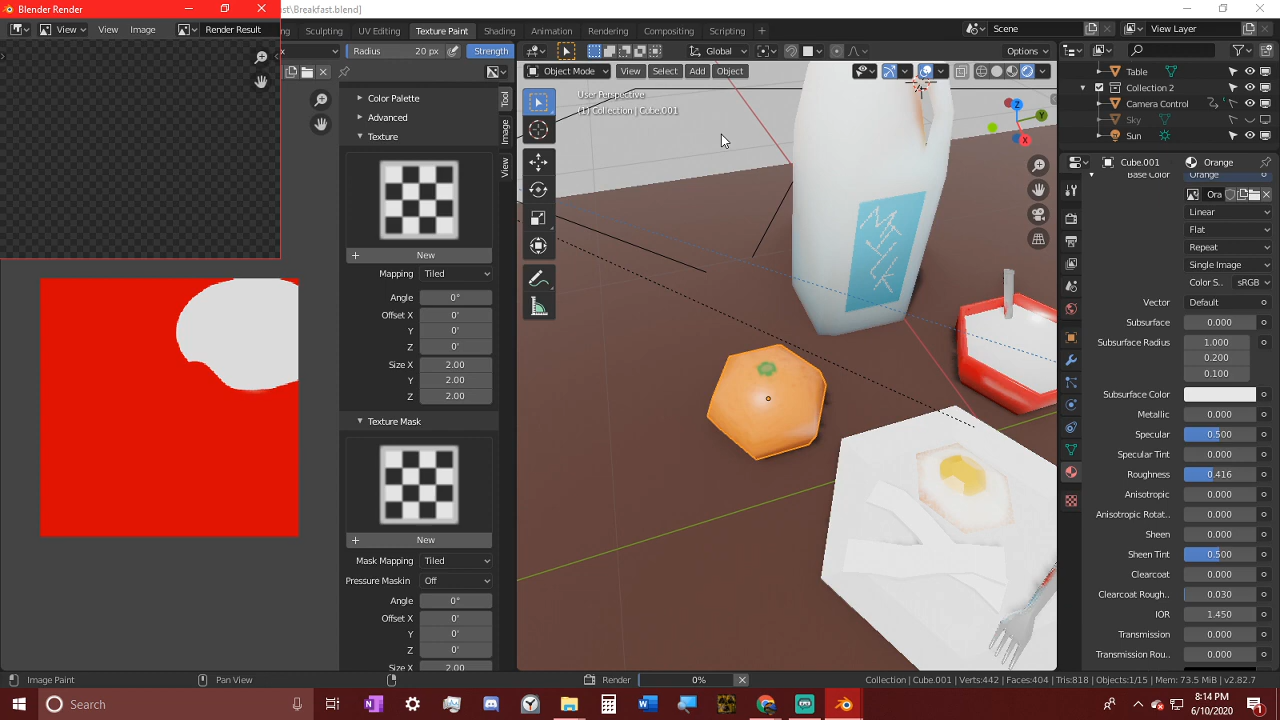 Blender Render
st\Breakfast.blend]
View
View
Image
Render Result
Sculpting
UV Editing
Texture Paint
Shading
Animation
Rendering
Compositing
Scripting
+
Scene
View Layer
Radius
20 px
Strength
Global
Options
Object Mode
View
Select
Add
Object
User Perspective
(1) Collection | Cube.001
Color Palette
Advanced
Texture
Tool
Image
View
+ New
Mapping
Tiled
Angle
0°
Offset X
0'
Y
0'
Z
0'
Size X
2.00
Y
2.00
Z
2.00
Texture Mask
+ New
Mask Mapping
Tiled
Pressure Maskin
Off
Angle
0°
Offset X
0'
Y
0'
Z
0'
Size X
MILK
Z
Y
X
Table
Collection 2
Camera Control
Sky
Sun
Cube.001
Orange
Base Color
Orange
Ora
Linear
Flat
Repeat
Single Image
Color S..
sRGB
Vector
Default
Subsurface
0.000
Subsurface Radius
1.000
0.200
0.100
Subsurface Color
Metallic
0.000
Specular
0.500
Specular Tint
0.000
Roughness
0.416
Anisotropic
0.000
Anisotropic Rotat..
0.000
Sheen
0.000
Sheen Tint
0.500
Clearcoat
0.000
Clearcoat Rough..
0.030
IOR
1.450
Transmission
0.000
Transmission Rou..
0.000
Image Paint
Pan View
Render
0%
Collection | Cube.001 | Verts:442 | Faces:404 | Tris:818 | Objects:1/15 | Mem: 73.5 MiB | v2.82.7
Search
8:14 PM
6/10/2020